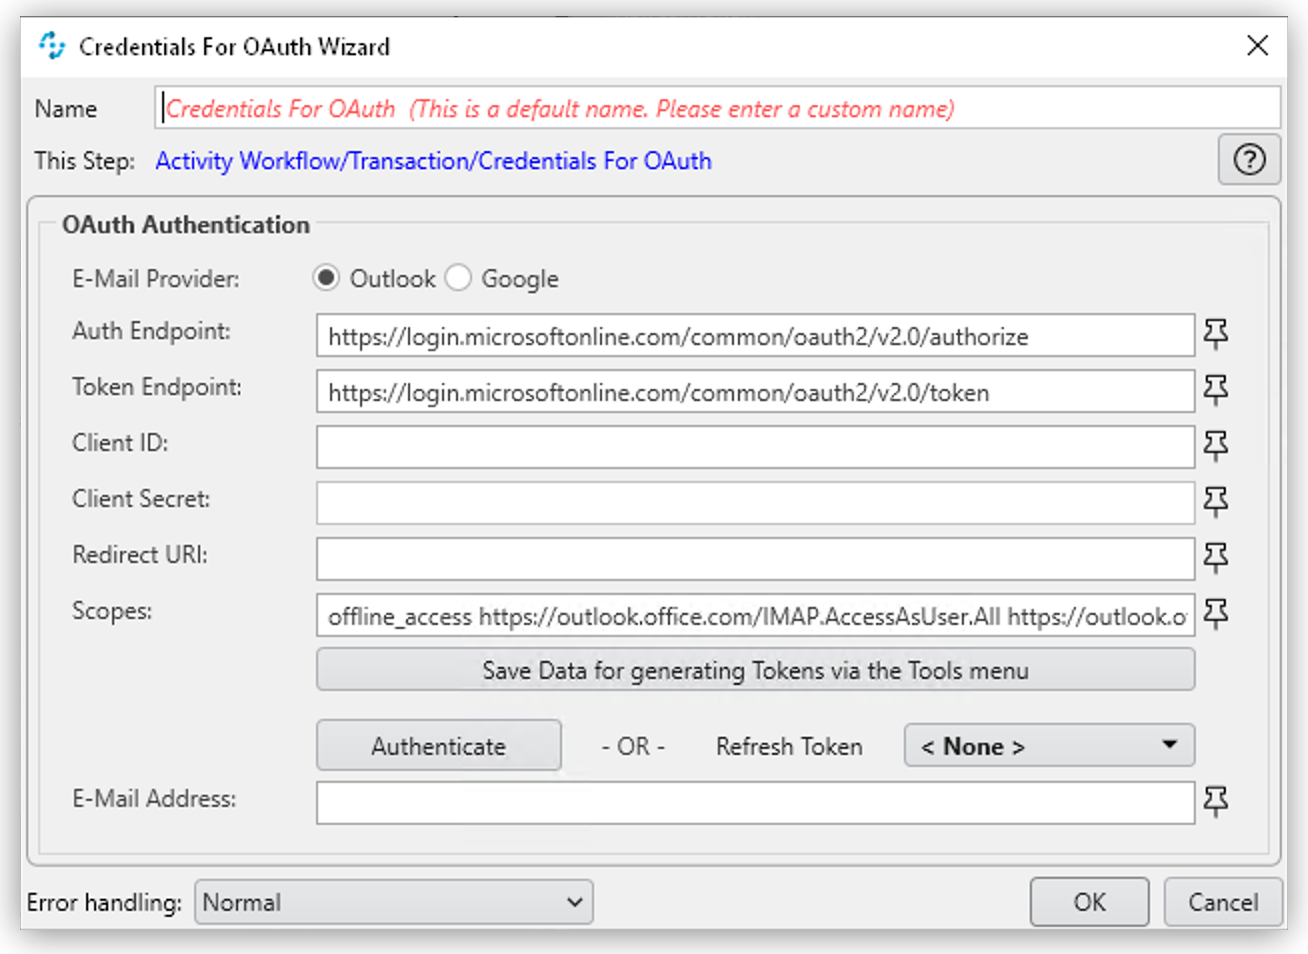 Credentials For OAuth Wizard
Name
Credentials For OAuth (This is a default name. Please enter a custom name)
This Step: Activity Workflow/Transaction/Credentials For OAuth
OAuth Authentication
E-Mail Provider: Outlook Google
Auth Endpoint: https://login.microsoftonline.com/common/oauth2/v2.0/authorize
Token Endpoint: https://login.microsoftonline.com/common/oauth2/v2.0/token
Client ID:
Client Secret:
Redirect URI:
Scopes: offline_access https://outlook.office.com/IMAP.AccessAsUser.All https://outlook.o
Save Data for generating Tokens via the Tools menu
Authenticate - OR - Refresh Token < None >
E-Mail Address:
Error handling: Normal OK Cancel